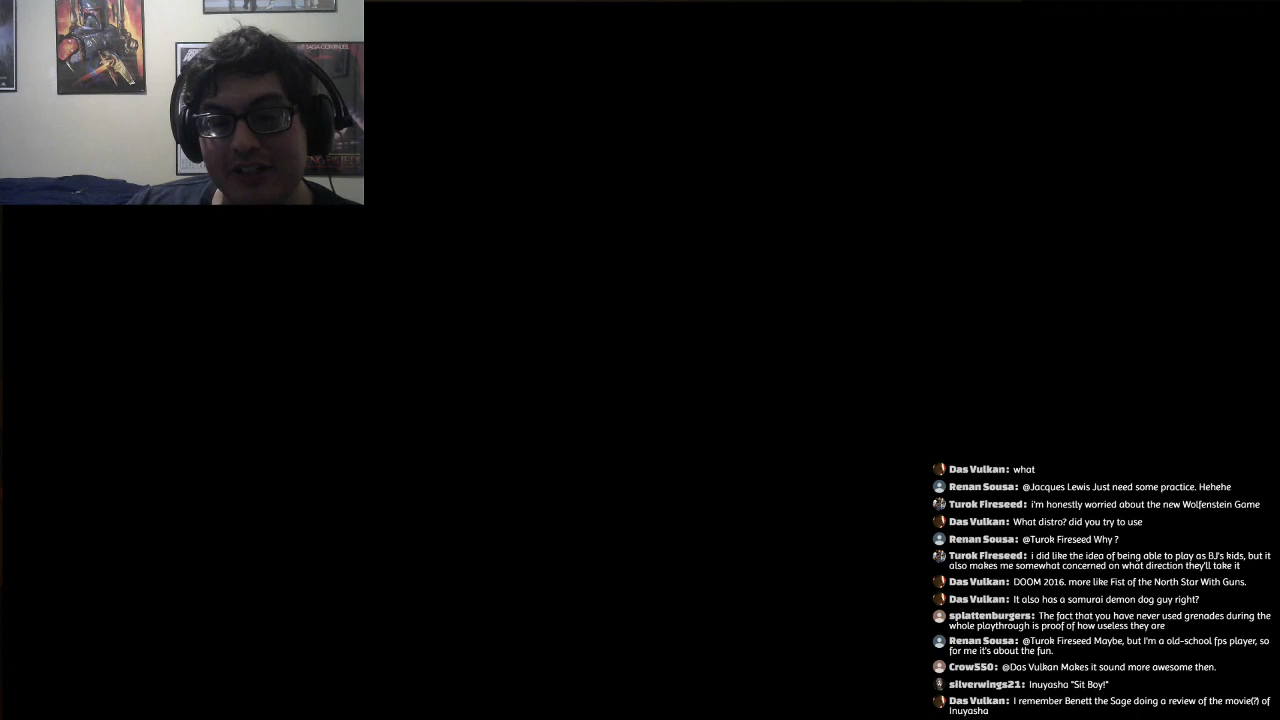 SAGA CONTINUES
Das Vulkan: what
Renan Sousa: @Jacques Lewis Just need some practice. Hehehe
Turok Fireseed: i'm honestly worried about the new Wolfenstein Game
Das Vulkan: What distro? did you try to use
Renan Sousa: @Turok Fireseed Why ?
Turok Fireseed: i did like the idea of being able to play as BJ's kids, but it
also makes me somewhat concerned on what direction they'll take it
Das Vulkan: DOOM 2016. more like Fist of the North Star With Guns.
Das Vulkan: It also has a samurai demon dog guy right?
splattenburgers: The fact that you have never used grenades during the
whole playthrough is proof of how useless they are
Renan Sousa: @Turok Fireseed Maybe, but I'm a old-school fps player, so
for me it's about the fun.
Crow550: @Das Vulkan Makes it sound more awesome then.
silverwings21: Inuyasha "Sit Boy!"
Das Vulkan: I remember Benett the Sage doing a review of the movie(?) of
Inuyasha